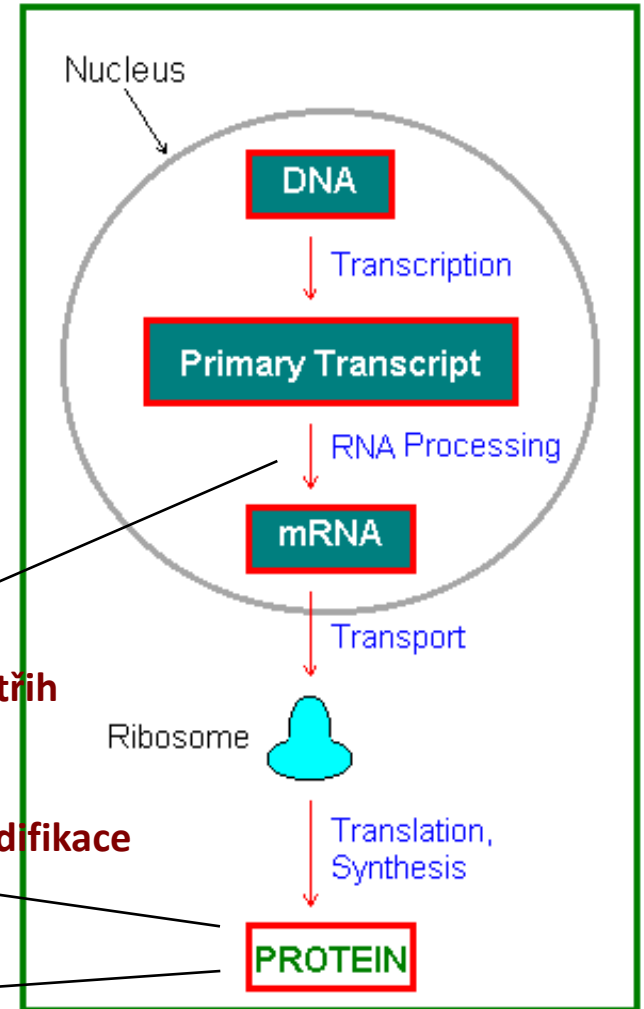 Nucleus
DNA
Transcription
Primary Transcript
RNA Processing
mRNA
Transport
třih
Ribosome
difikace
Translation,
Synthesis
PROTEIN